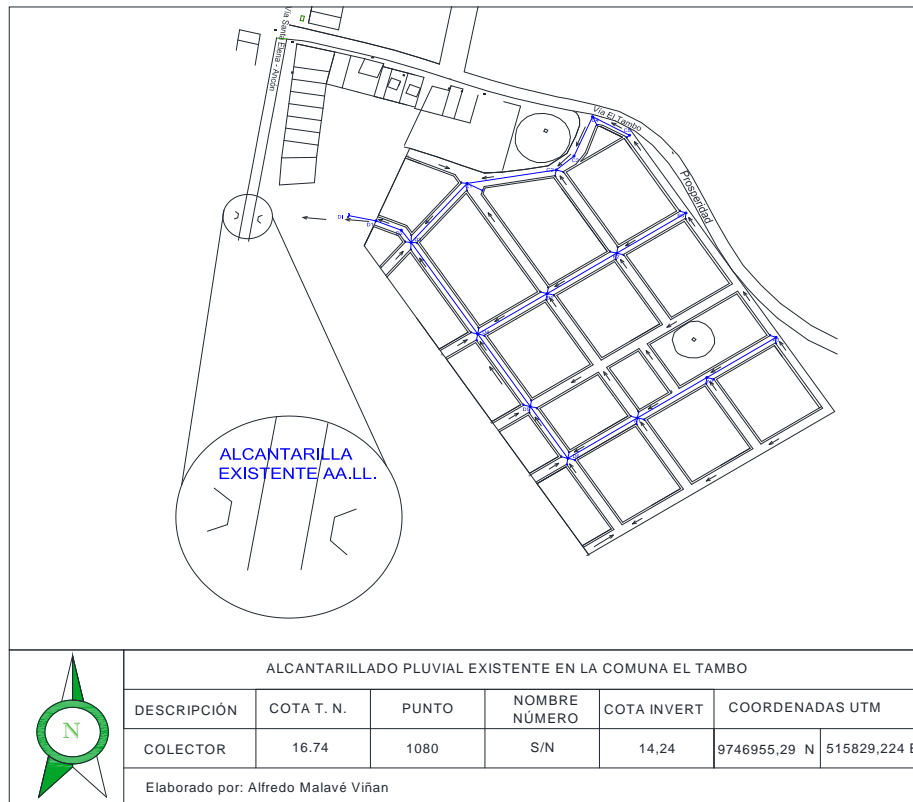 Vía Santa Elena - Ancón
Vía El Tambo
Prosperidad
ALCANTARILLA
EXISTENTE AA.LL.
N
ALCANTARILLADO PLUVIAL EXISTENTE EN LA COMUNA EL TAMBO
DESCRIPCIÓN COTA T. N. PUNTO NOMBRE NÚMERO COTA INVERT COORDENADAS UTM
COLECTOR 16.74 1080 S/N 14,24 9746955,29 N 515829,224 E
Elaborado por: Alfredo Malavé Viñan